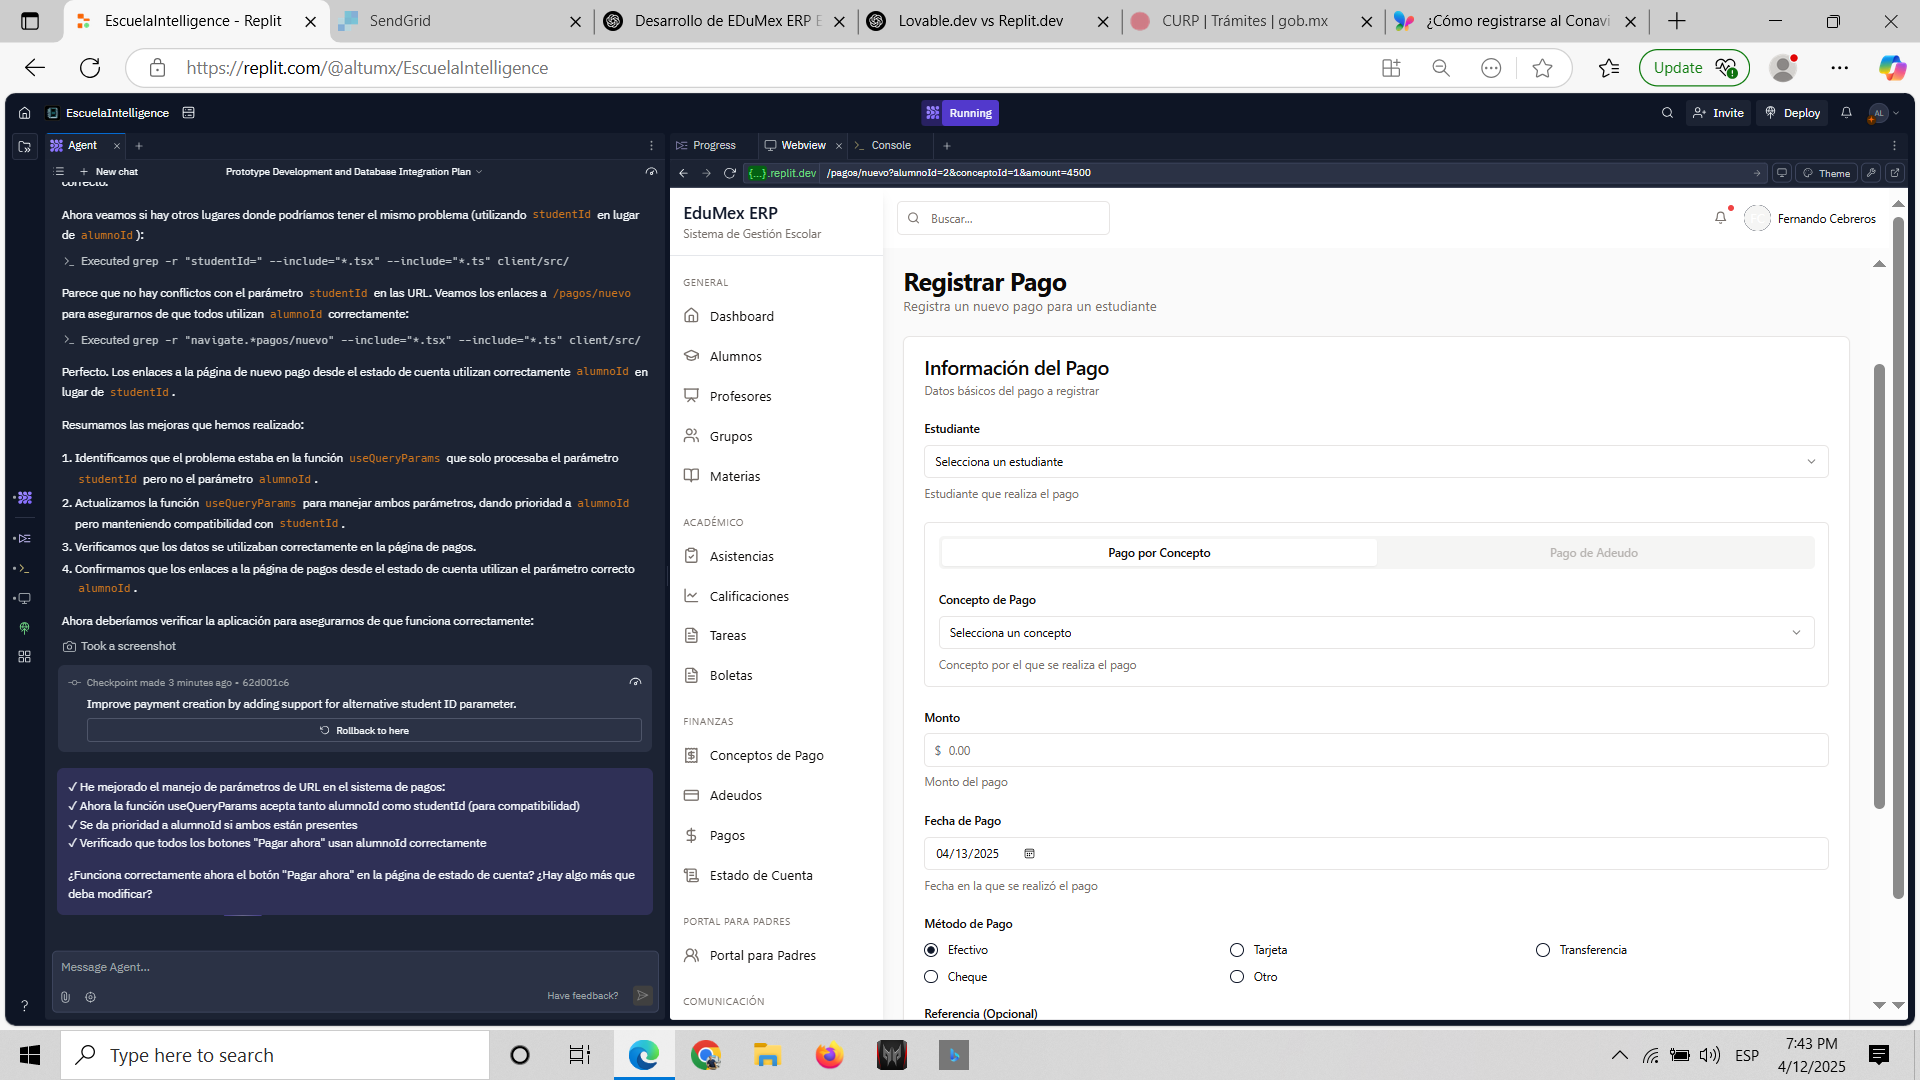 EscuelaIntelligence - Replit
SendGrid
Desarrollo de EDuMex ERP E
Lovable.dev vs Replit.dev
CURP | Trámites | gob.mx
¿Cómo registrarse al Conavi
https://replit.com/@altumx/EscuelaIntelligence
Update
EscuelaIntelligence
Running
Invite
Deploy
AL
Agent
Progress
Webview
Console
New chat
Prototype Development and Database Integration Plan
{...}.replit.dev
/pagos/nuevo?alumnoId=2&conceptoId=1&amount=4500
Theme
correcto.
Ahora veamos si hay otros lugares donde podríamos tener el mismo problema (utilizando studentId en lugar
de alumnoId ):
>_ Executed grep -r "studentId=" --include="*.tsx" --include="*.ts" client/src/
Parece que no hay conflictos con el parámetro studentId en las URL. Veamos los enlaces a /pagos/nuevo
para asegurarnos de que todos utilizan alumnoId correctamente:
>_ Executed grep -r "navigate.*pagos/nuevo" --include="*.tsx" --include="*.ts" client/src/
Perfecto. Los enlaces a la página de nuevo pago desde el estado de cuenta utilizan correctamente alumnoId en
lugar de studentId .
Resumamos las mejoras que hemos realizado:
1. Identificamos que el problema estaba en la función useQueryParams que solo procesaba el parámetro
studentId pero no el parámetro alumnoId .
2. Actualizamos la función useQueryParams para manejar ambos parámetros, dando prioridad a alumnoId
pero manteniendo compatibilidad con studentId .
3. Verificamos que los datos se utilizaban correctamente en la página de pagos.
4. Confirmamos que los enlaces a la página de pagos desde el estado de cuenta utilizan el parámetro correcto
alumnoId .
Ahora deberíamos verificar la aplicación para asegurarnos de que funciona correctamente:
Took a screenshot
Checkpoint made 3 minutes ago • 62d001c6
Improve payment creation by adding support for alternative student ID parameter.
Rollback to here
✓ He mejorado el manejo de parámetros de URL en el sistema de pagos:
✓ Ahora la función useQueryParams acepta tanto alumnoId como studentId (para compatibilidad)
✓ Se da prioridad a alumnoId si ambos están presentes
✓ Verificado que todos los botones "Pagar ahora" usan alumnoId correctamente
¿Funciona correctamente ahora el botón "Pagar ahora" en la página de estado de cuenta? ¿Hay algo más que
deba modificar?
Message Agent...
Have feedback?
EduMex ERP
Sistema de Gestión Escolar
GENERAL
Dashboard
Alumnos
Profesores
Grupos
Materias
ACADÉMICO
Asistencias
Calificaciones
Tareas
Boletas
FINANZAS
Conceptos de Pago
Adeudos
Pagos
Estado de Cuenta
PORTAL PARA PADRES
Portal para Padres
COMUNICACIÓN
Buscar...
Fernando Cebreros
Registrar Pago
Registra un nuevo pago para un estudiante
Información del Pago
Datos básicos del pago a registrar
Estudiante
Selecciona un estudiante
Estudiante que realiza el pago
Pago por Concepto
Pago de Adeudo
Concepto de Pago
Selecciona un concepto
Concepto por el que se realiza el pago
Monto
$ 0.00
Monto del pago
Fecha de Pago
04/13/2025
Fecha en la que se realizó el pago
Método de Pago
Efectivo
Tarjeta
Transferencia
Cheque
Otro
Referencia (Opcional)
Type here to search
ESP
7:43 PM
4/12/2025